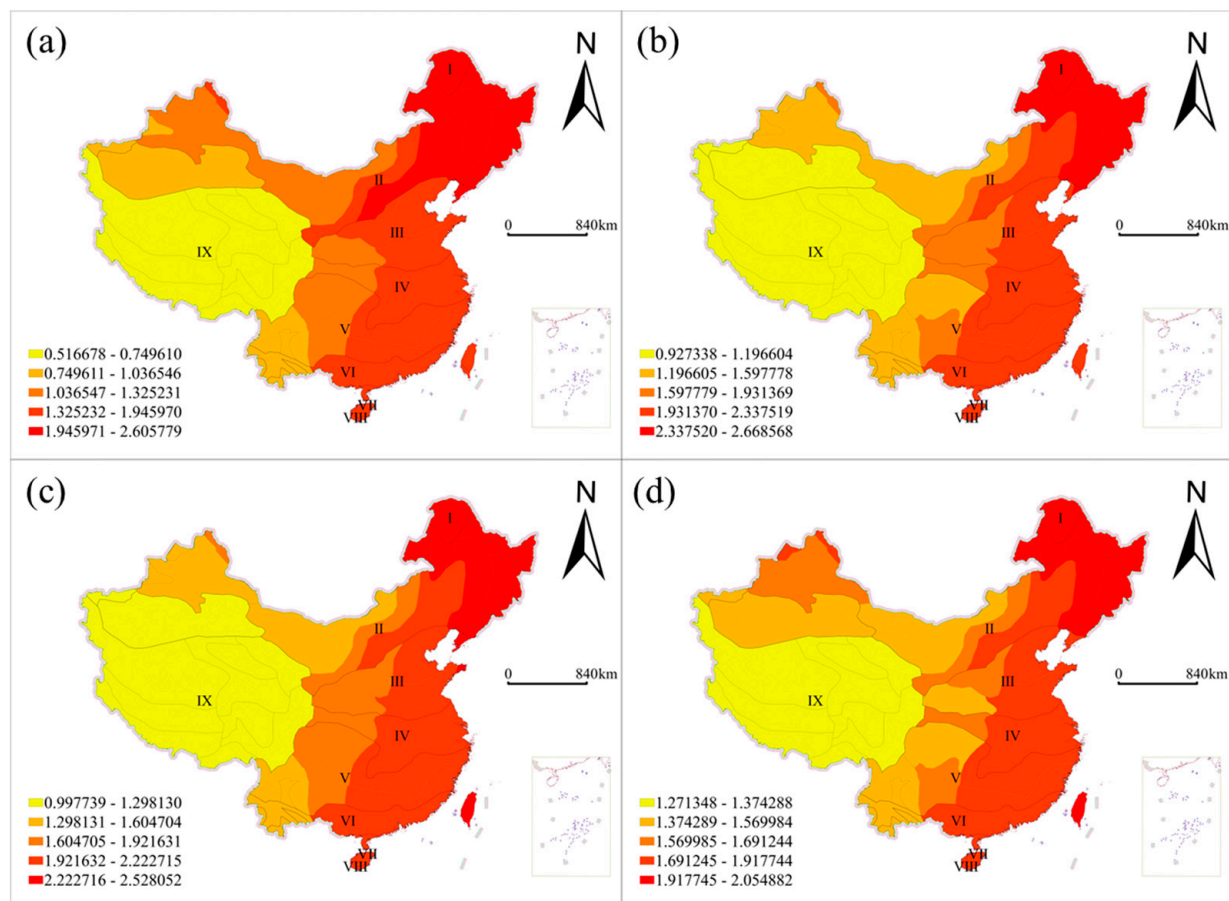 (a)
N
I
II
III
IV
V
VI
VII
VIII
IX
0 840km
0.516678 - 0.749610
0.749611 - 1.036546
1.036547 - 1.325231
1.325232 - 1.945970
1.945971 - 2.605779
(b)
N
I
II
III
IV
V
VI
VII
VIII
IX
0 840km
0.927338 - 1.196604
1.196605 - 1.597778
1.597779 - 1.931369
1.931370 - 2.337519
2.337520 - 2.668568
(c)
N
I
II
III
IV
V
VI
VII
VIII
IX
0 840km
0.997739 - 1.298130
1.298131 - 1.604704
1.604705 - 1.921631
1.921632 - 2.222715
2.222716 - 2.528052
(d)
N
I
II
III
IV
V
VI
VII
VIII
IX
0 840km
1.271348 - 1.374288
1.374289 - 1.569984
1.569985 - 1.691244
1.691245 - 1.917744
1.917745 - 2.054882